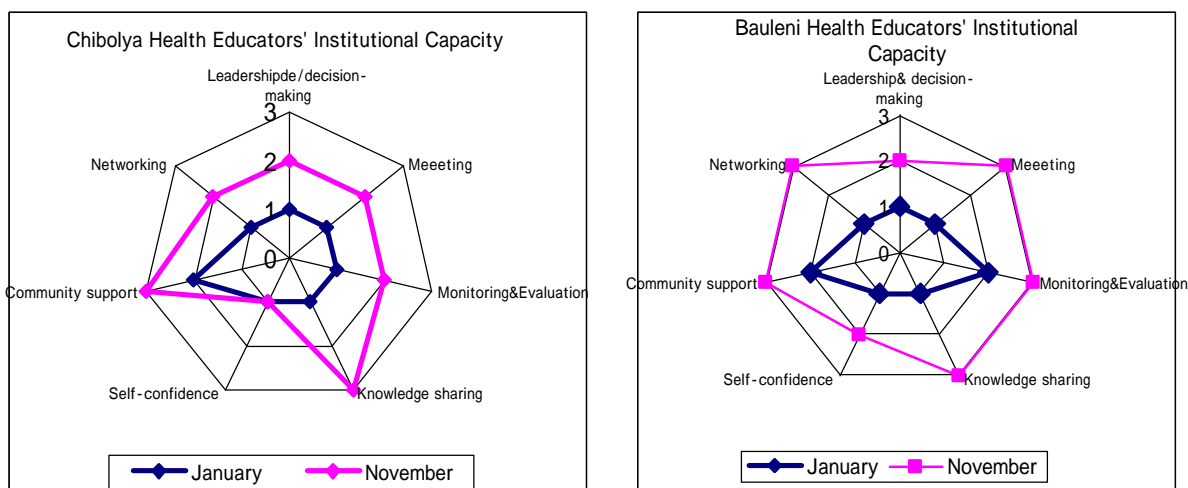 Chibolya Health Educators' Institutional Capacity
Leadershipde/decision-
making
3
2
1
0
Networking
Meeeting
Community support
Monitoring&Evaluation
Self-confidence
Knowledge sharing
January
November
Bauleni Health Educators' Institutional
Capacity
Leadership& decision-
making
3
2
1
0
Networking
Meeeting
Community support
Monitoring&Evaluation
Self-confidence
Knowledge sharing
January
November